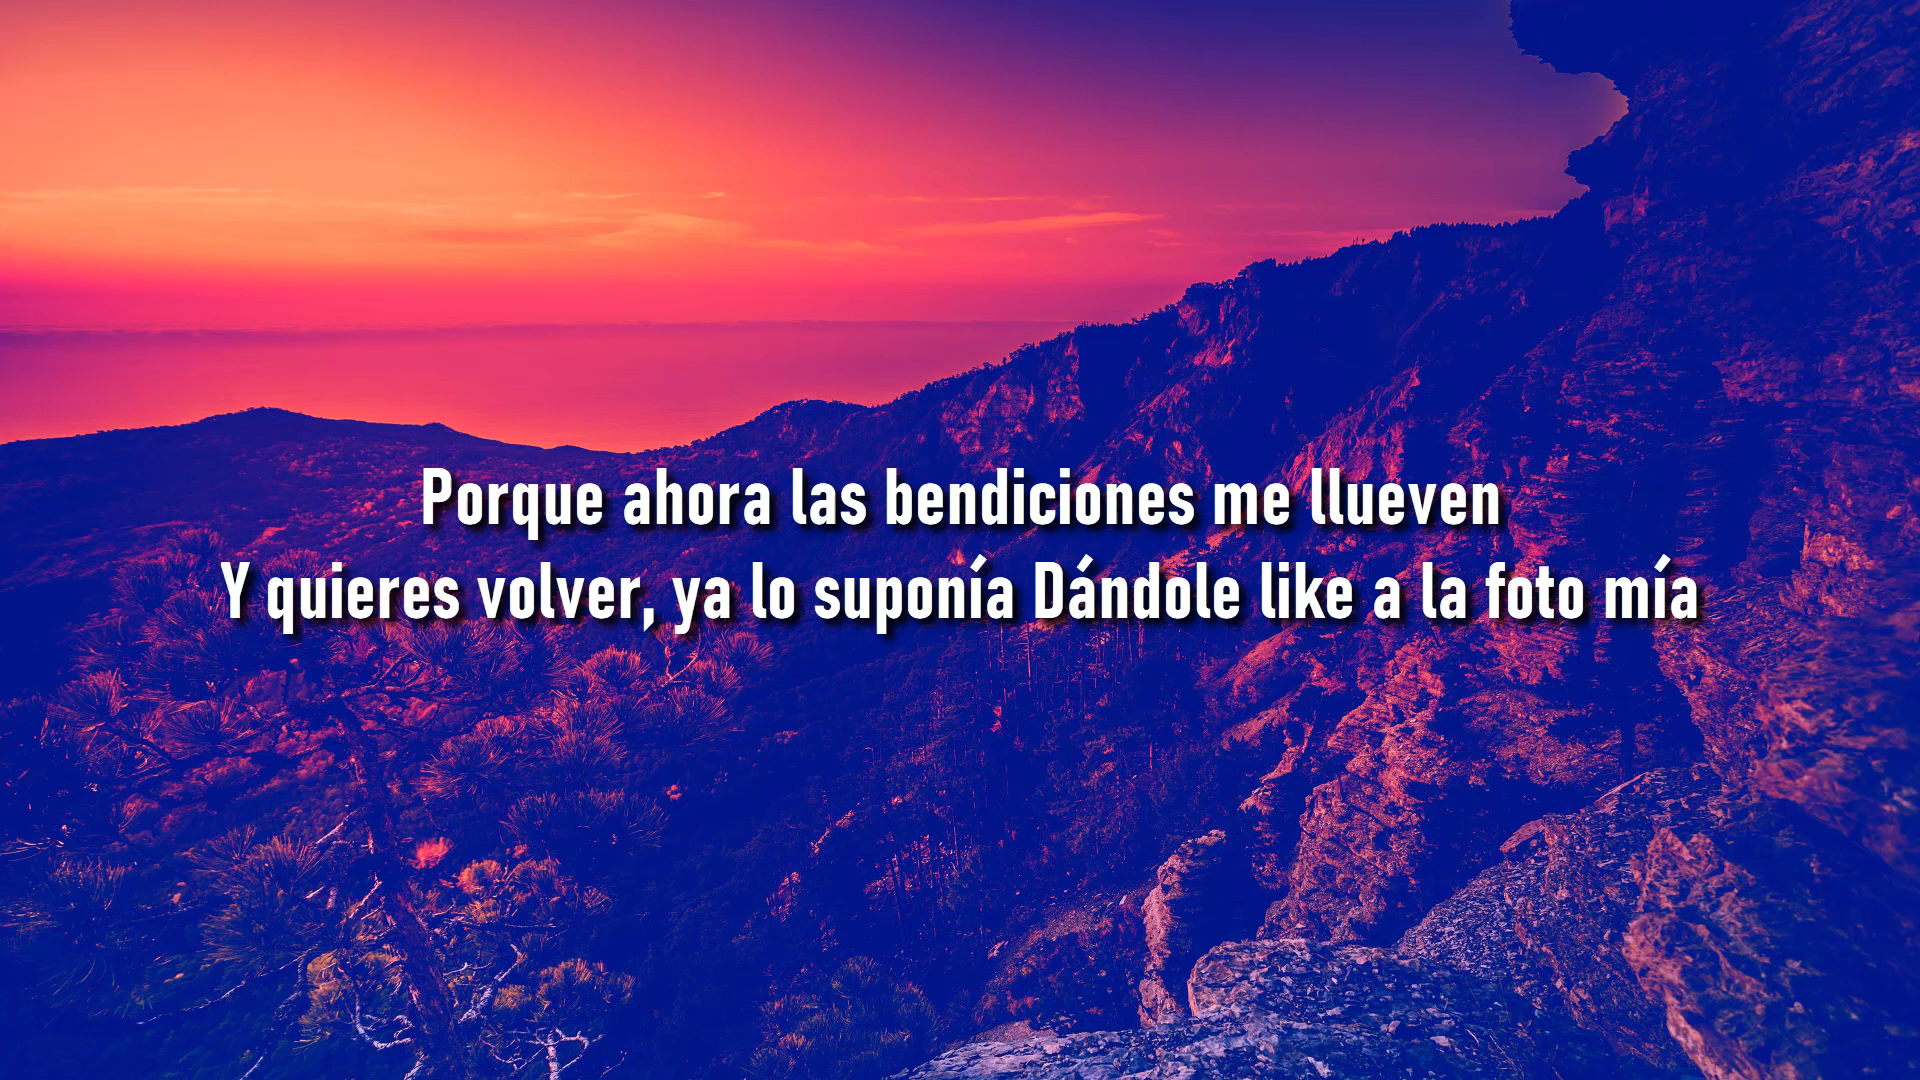 Porque ahora las bendiciones me llueven
Y quieres volver, ya lo suponía Dándole like a la foto mía